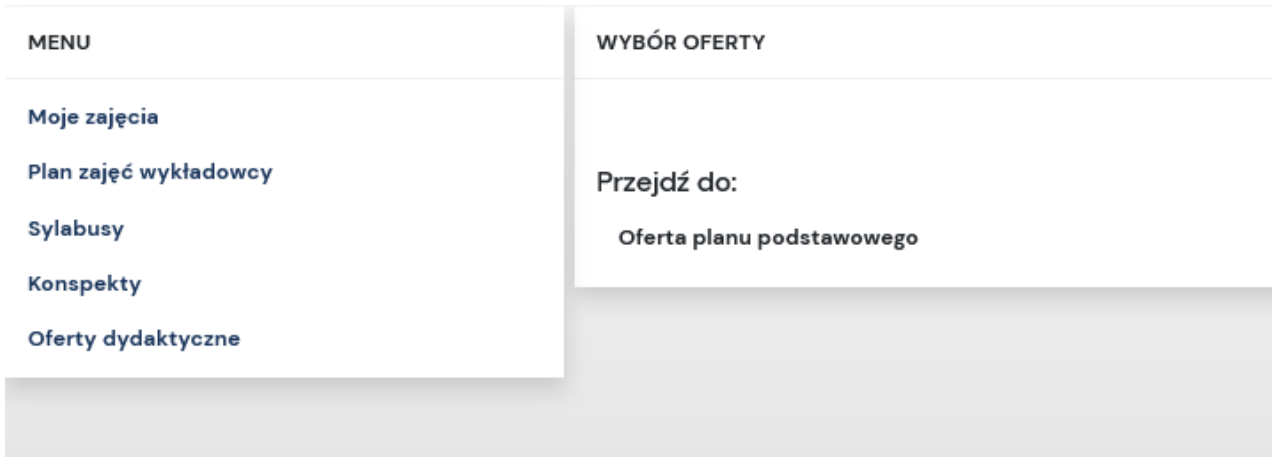 MENU
Moje zajęcia
Plan zajęć wykładowcy
Sylabusy
Konspekty
Oferty dydaktyczne
WYBÓR OFERTY
Przejdź do:
Oferta planu podstawowego